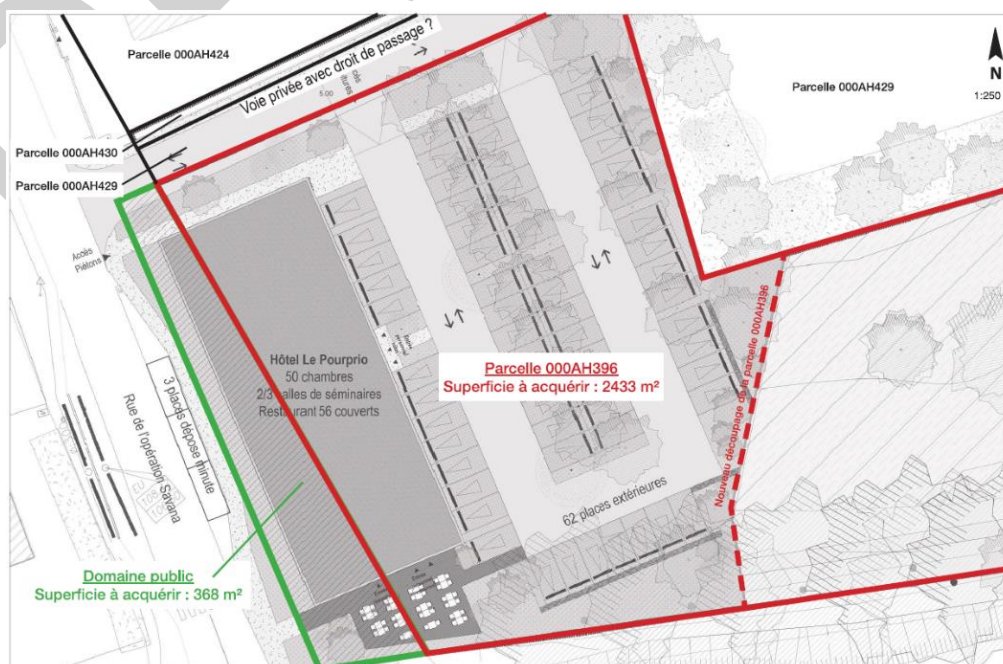 Parcelle 000AH424
Voie privée avec droit de passage ?
5.00
N
1:250
Parcelle 000AH429
Parcelle 000AH430
Parcelle 000AH429
Accès
Piétons
Hôtel Le Pourprio
50 chambres
2/3 salles de séminaires
Restaurant 56 couverts
Parcelle 000AH396
Superficie à acquérir : 2433 m²
Nouveau découpage de la parcelle 000AH396
3 places dépose minute
Rue de l'opération Savana
62 places extérieures
Domaine public
Superficie à acquérir : 368 m²